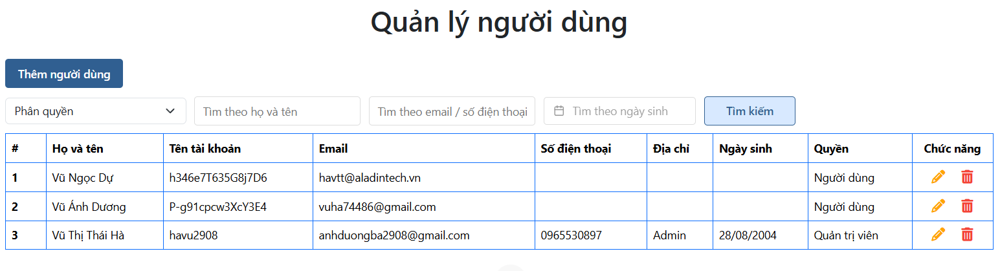 Quản lý người dùng
Thêm người dùng
Phân quyền Tìm theo họ và tên Tìm theo email / số điện thoại Tìm theo ngày sinh Tìm kiếm
# Họ và tên Tên tài khoản Email Số điện thoại Địa chỉ Ngày sinh Quyền Chức năng
1 Vũ Ngọc Dự h346e7T635G8j7D6 havtt@aladintech.vn Người dùng
2 Vũ Ánh Dương P-g91cpcw3XcY3E4 vuha74486@gmail.com Người dùng
3 Vũ Thị Thái Hà havu2908 anhduongba2908@gmail.com 0965530897 Admin 28/08/2004 Quản trị viên